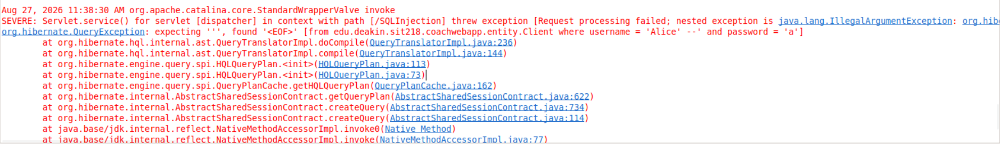 Aug 27, 2026 11:38:30 AM org.apache.catalina.core.StandardWrapperValve invoke
SEVERE: Servlet.service() for servlet [dispatcher] in context with path [/SQLInjection] threw exception [Request processing failed; nested exception is java.lang.IllegalArgumentException: org.hibe
org.hibernate.QueryException: expecting ''', found '<EOF>' [from edu.deakin.sit218.coachwebapp.entity.Client where username = 'Alice' --' and password = 'a']
at org.hibernate.hql.internal.ast.QueryTranslatorImpl.doCompile(QueryTranslatorImpl.java:236)
at org.hibernate.hql.internal.ast.QueryTranslatorImpl.compile(QueryTranslatorImpl.java:144)
at org.hibernate.engine.query.spi.HQLQueryPlan.<init>(HQLQueryPlan.java:113)
at org.hibernate.engine.query.spi.HQLQueryPlan.<init>(HQLQueryPlan.java:73)
at org.hibernate.engine.query.spi.QueryPlanCache.getHQLQueryPlan(QueryPlanCache.java:162)
at org.hibernate.internal.AbstractSharedSessionContract.getQueryPlan(AbstractSharedSessionContract.java:622)
at org.hibernate.internal.AbstractSharedSessionContract.createQuery(AbstractSharedSessionContract.java:734)
at org.hibernate.internal.AbstractSharedSessionContract.createQuery(AbstractSharedSessionContract.java:114)
at java.base/jdk.internal.reflect.NativeMethodAccessorImpl.invoke0(Native Method)
at java.base/jdk.internal.reflect.NativeMethodAccessorImpl.invoke(NativeMethodAccessorImpl.java:77)